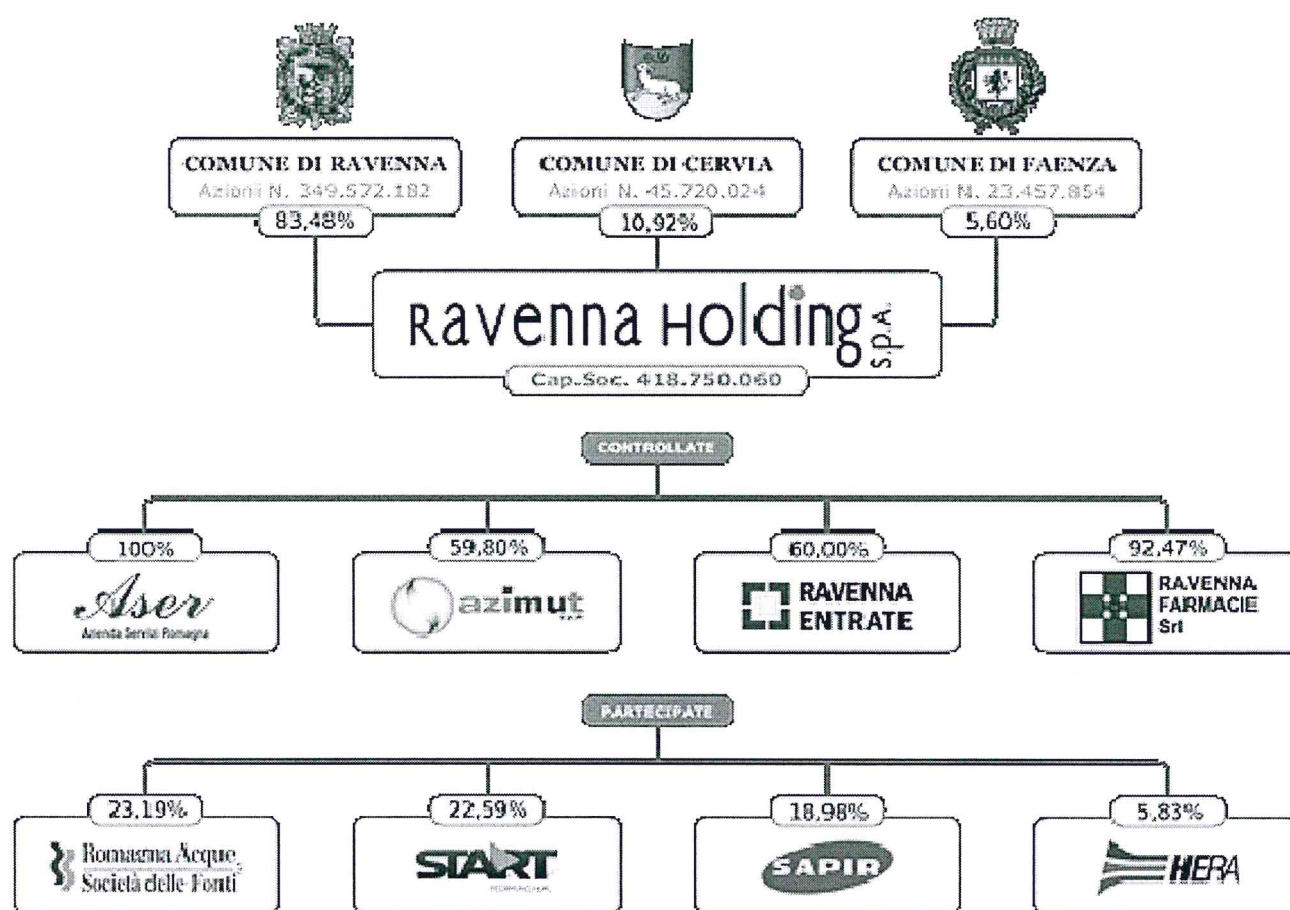 COMUNE DI RAVENNA
Azioni N. 349.572.182
83,48%
COMUNE DI CERVIA
Azioni N. 45.720.024
10,92%
COMUNE DI FAENZA
Azioni N. 23.457.854
5,60%
Ravenna Holding S.p.A.
Cap.Soc. 418.750.060
CONTROLLATE
100%
Aser
Azienda Servizi Romagna
59,80%
azimut
60,00%
RAVENNA
ENTRATE
92,47%
RAVENNA
FARMACIE
Srl
PARTECIPATE
23,19%
Romagna Acque
Società delle Fonti
22,59%
START
18,98%
SAPIR
5,83%
HERA